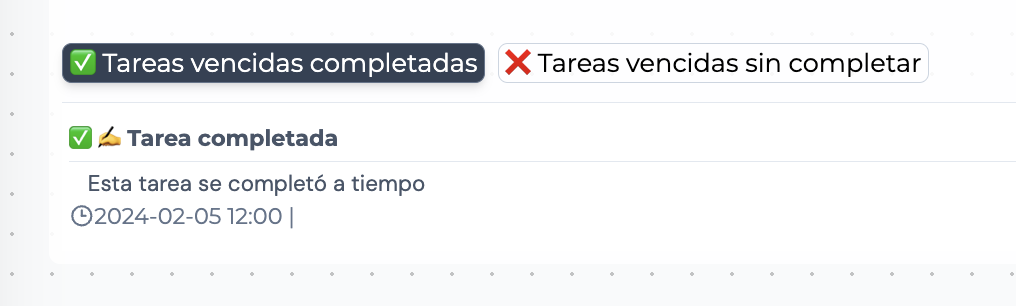 ✅ Tareas vencidas completadas ❌ Tareas vencidas sin completar
✅✍️ Tarea completada
Esta tarea se completó a tiempo
2024-02-05 12:00 |